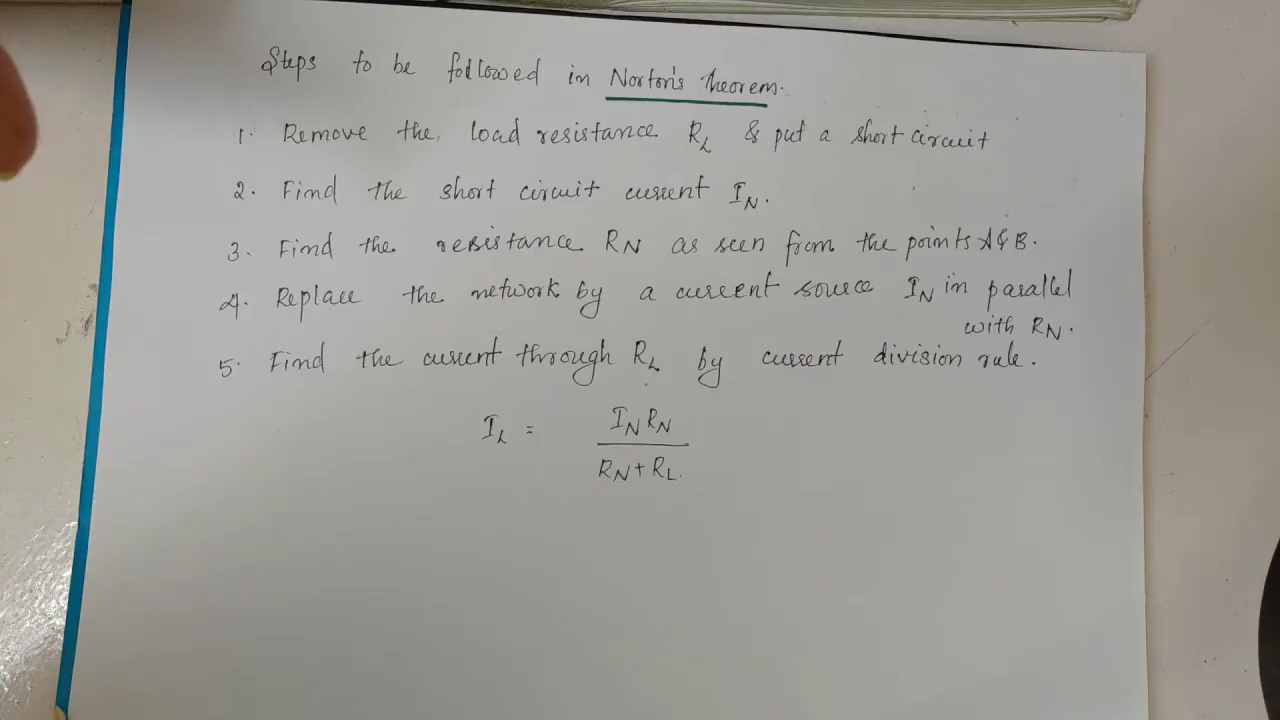 Steps to be followed in Norton's Theorem.
1. Remove the load resistance RL & put a short circuit
2. Find the short circuit current IN.
3. Find the resistance RN as seen from the points A & B.
4. Replace the network by a current source IN in parallel
with RN.
5. Find the current through RL by current division rule.
IL = IN RN
RN + RL.